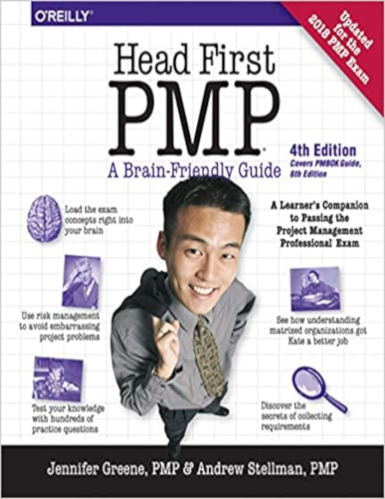 O'REILLY®
Updated
for the
2018 PMP Exam
Head First
PMP
4th Edition
Covers PMBOK Guide,
6th Edition
A Brain-Friendly Guide
Load the exam
concepts right into
your brain
A Learner's Companion
to Passing the
Project Management
Professional Exam
Use risk management
to avoid embarrassing
project problems
See how understanding
matrixed organizations got
Kate a better job
Test your knowledge
with hundreds of
practice questions
Discover the
secrets of collecting
requirements
Jennifer Greene, PMP & Andrew Stellman, PMP